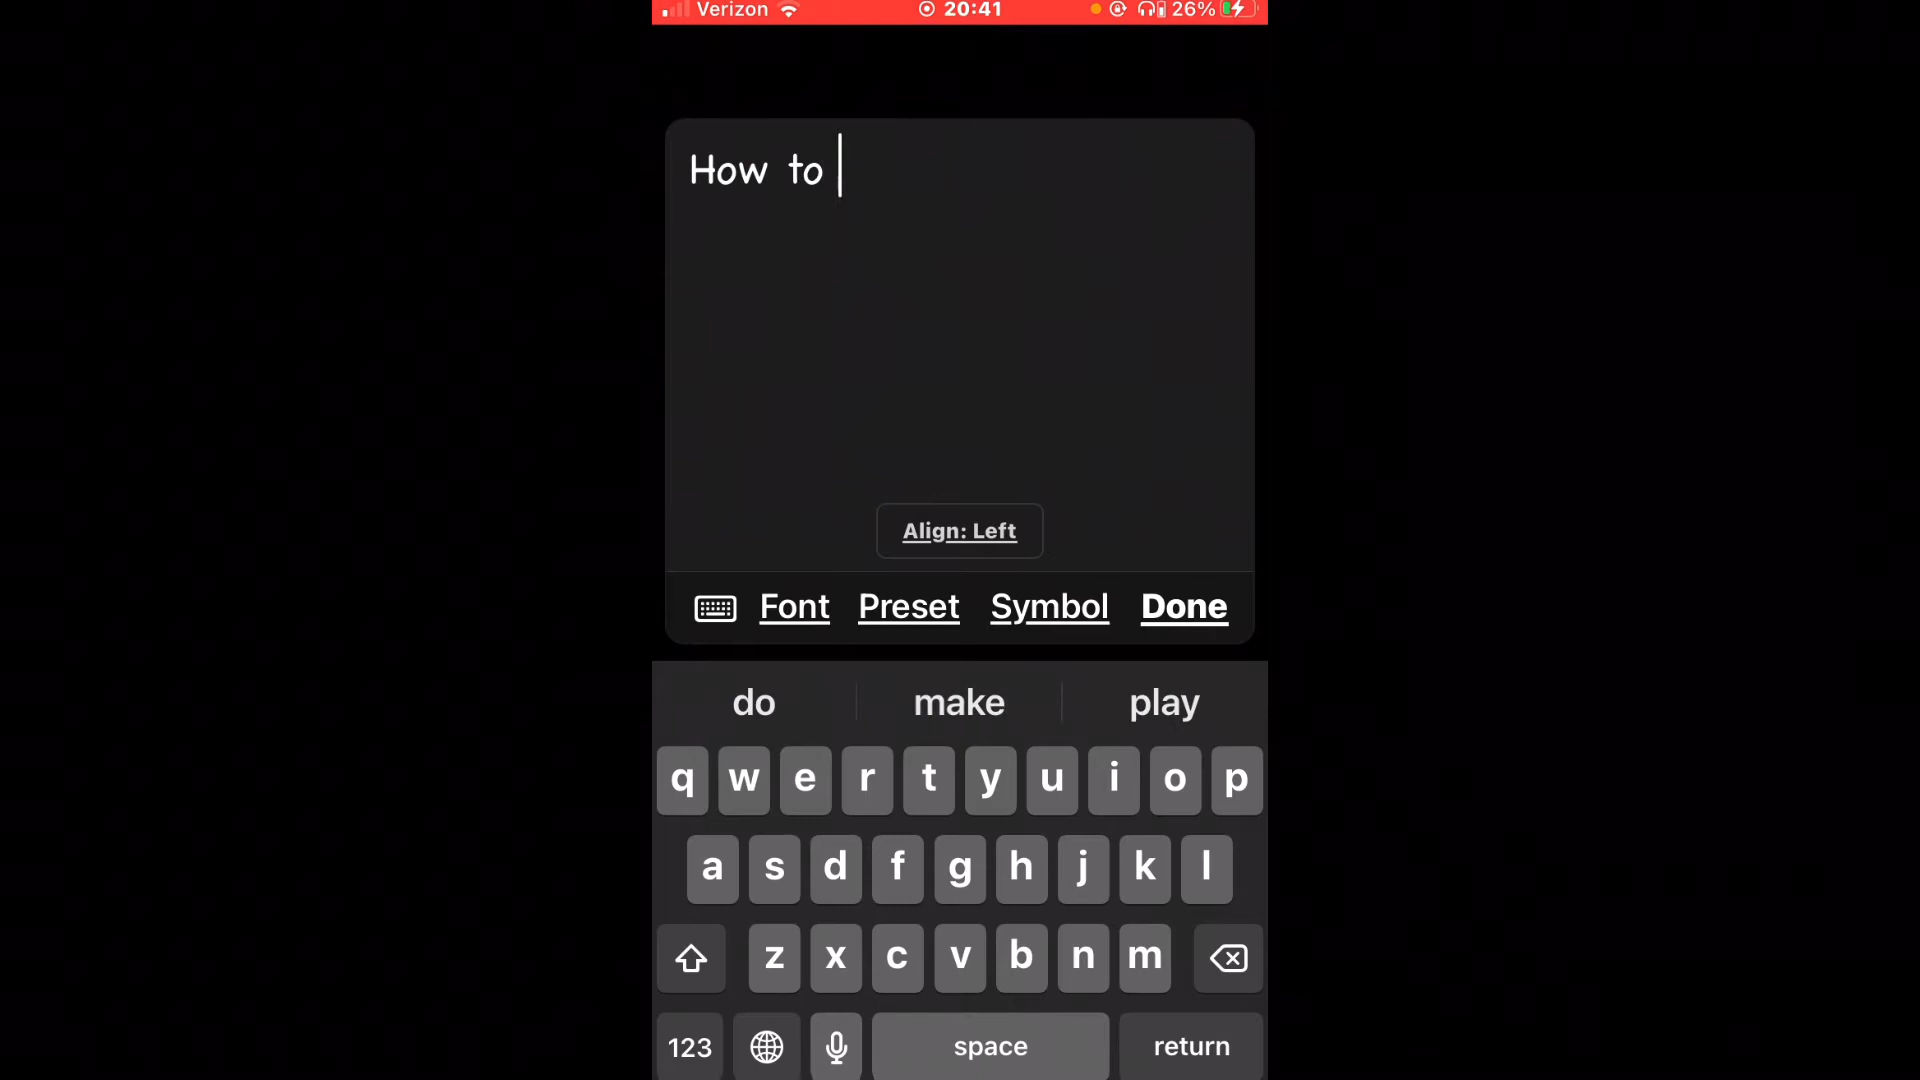 Verizon 20:41 26%
How to
Align: Left
Font Preset Symbol Done
do make play
q w e r t y u i o p
a s d f g h j k l
z x c v b n m
123 space return